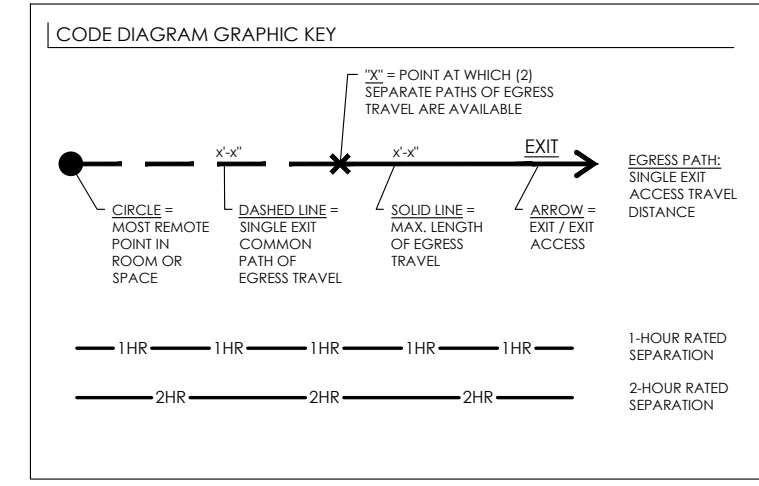 CODE DIAGRAM GRAPHIC KEY
"X" = POINT AT WHICH (2)
SEPARATE PATHS OF EGRESS
TRAVEL ARE AVAILABLE
x'-x"
x'-x"
EXIT
EGRESS PATH:
SINGLE EXIT
ACCESS TRAVEL
DISTANCE
CIRCLE =
MOST REMOTE
POINT IN
ROOM OR
SPACE
DASHED LINE =
SINGLE EXIT
COMMON
PATH OF
EGRESS TRAVEL
SOLID LINE =
MAX. LENGTH
OF EGRESS
TRAVEL
ARROW =
EXIT / EXIT
ACCESS
1HR 1HR 1HR 1HR 1HR
1-HOUR RATED
SEPARATION
2HR 2HR 2HR
2-HOUR RATED
SEPARATION